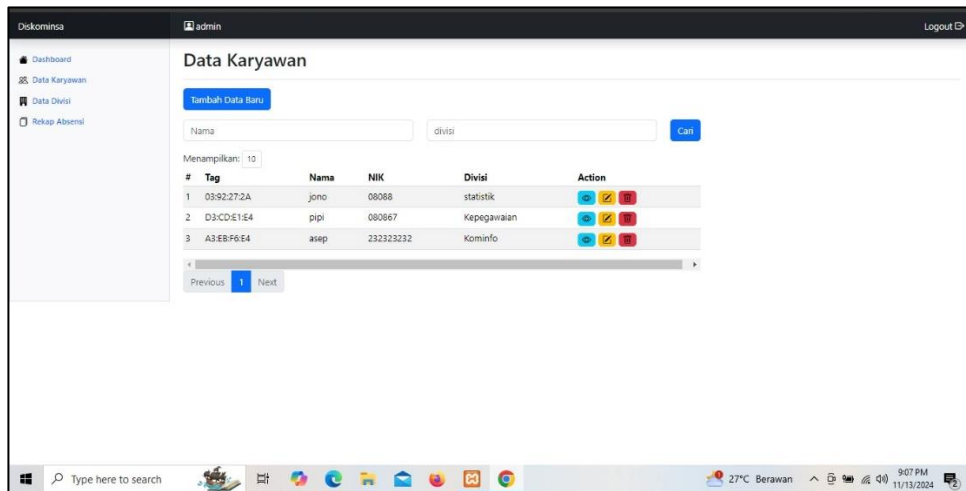 Diskominsa
admin
Logout
Dashboard
Data Karyawan
Data Divisi
Rekap Absensi
Data Karyawan
Tambah Data Baru
Nama divisi Cari
Menampilkan: 10
# Tag Nama NIK Divisi Action
1 03:92:27:2A jono 08088 statistik
2 D3:CD:E1:E4 pipi 080867 Kepegawaian
3 A3:EB:F6:E4 asep 232323232 Kominfo
Previous 1 Next
Type here to search
27°C Berawan
9:07 PM
11/13/2024
2